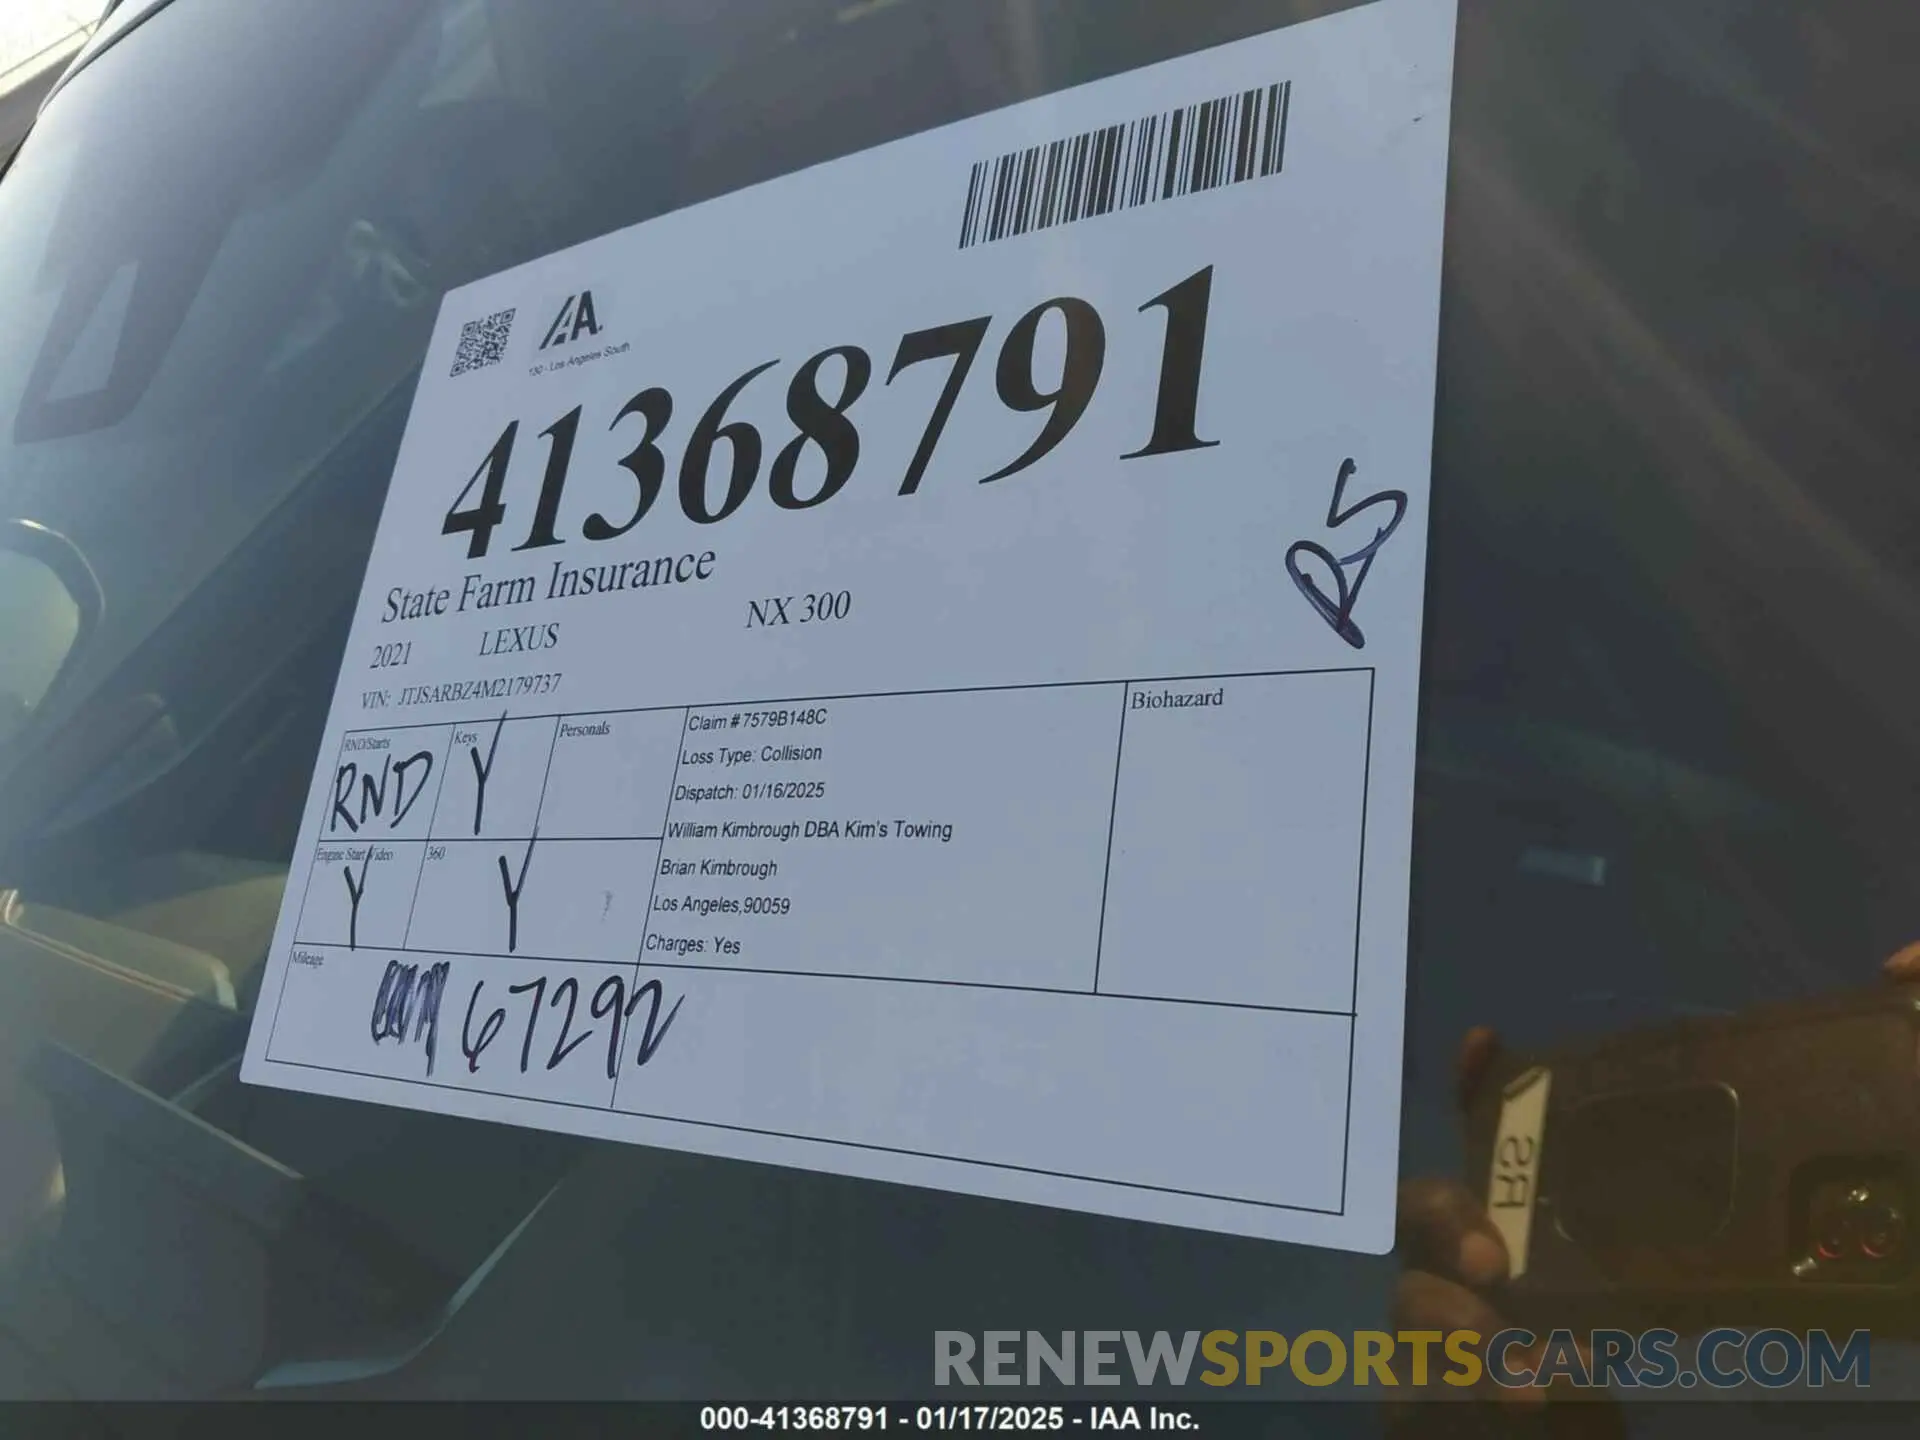 IAA.
130 - Los Angeles South
41368791
State Farm Insurance
2021 LEXUS NX 300
VIN: JTJSARBZ4M2179737
RS
RND/Starts
RND
Keys
Y
Personals
Engine Start Video
Y
360
Y
Claim # 7579B148C
Loss Type: Collision
Dispatch: 01/16/2025
William Kimbrough DBA Kim's Towing
Brian Kimbrough
Los Angeles,90059
Charges: Yes
Biohazard
Mileage
67292
RS
RENEWSPORTSCARS.COM
000-41368791 - 01/17/2025 - IAA Inc.